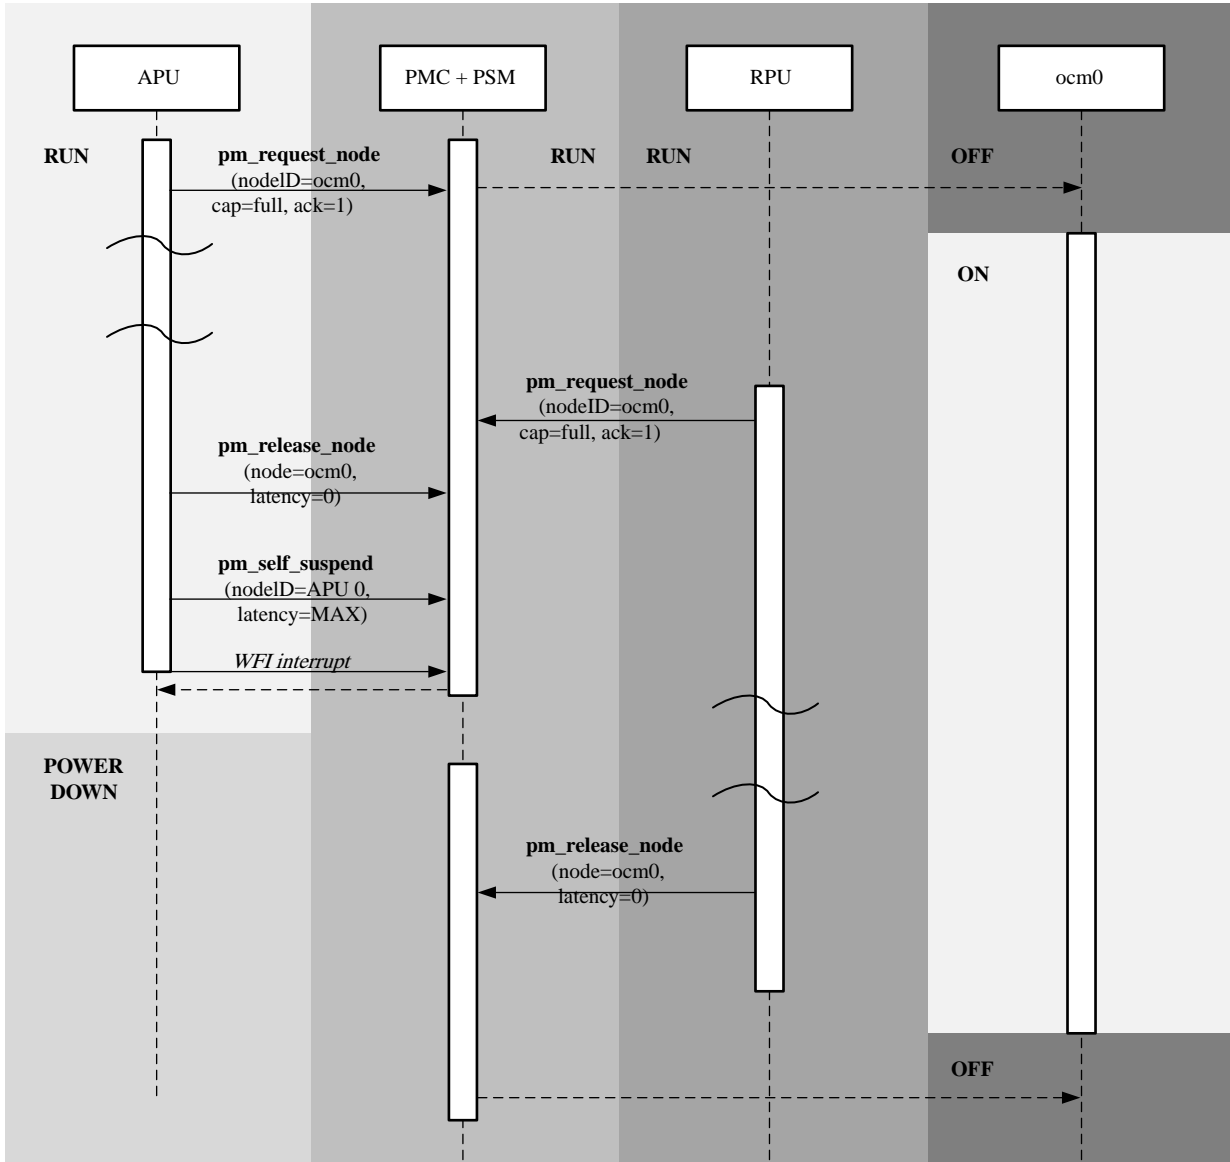 APU
PMC + PSM
RPU
ocm0
RUN
pm_request_node
(nodeID=ocm0,
cap=full, ack=1)
RUN
RUN
OFF
ON
pm_request_node
(nodeID=ocm0,
cap=full, ack=1)
pm_release_node
(node=ocm0,
latency=0)
pm_self_suspend
(nodeID=APU 0,
latency=MAX)
WFI interrupt
POWER
DOWN
pm_release_node
(node=ocm0,
latency=0)
OFF